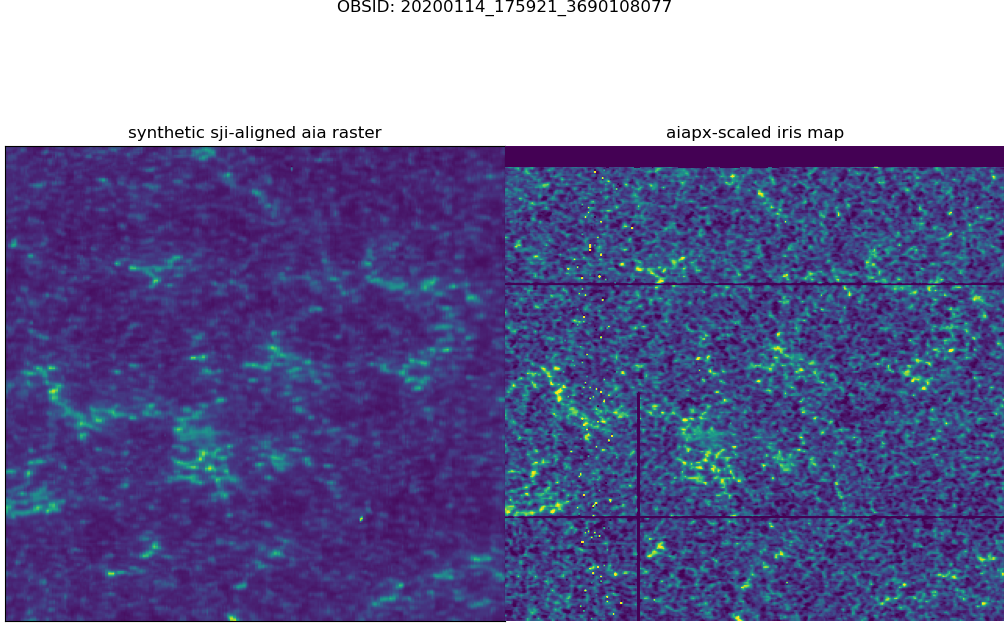 OBSID: 20200114_175921_3690108077
synthetic sji-aligned aia raster
aiapx-scaled iris map